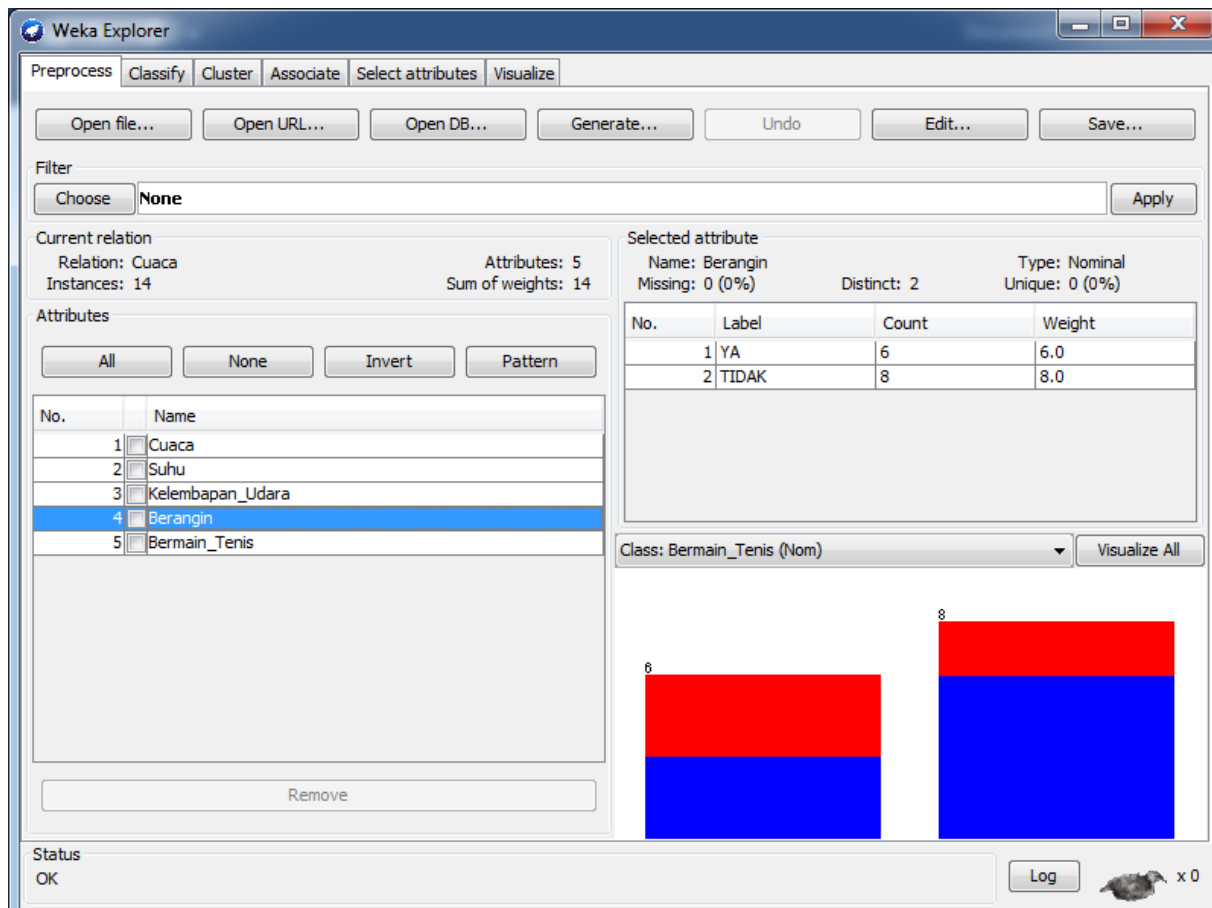 Weka Explorer
Preprocess Classify Cluster Associate Select attributes Visualize
Open file... Open URL... Open DB... Generate... Undo Edit... Save...
Filter
Choose None Apply
Current relation
Relation: Cuaca Attributes: 5
Instances: 14 Sum of weights: 14
Attributes
All None Invert Pattern
No. Name
1 Cuaca
2 Suhu
3 Kelembapan_Udara
4 Berangin
5 Bermain_Tenis
Remove
Selected attribute
Name: Berangin Type: Nominal
Missing: 0 (0%) Distinct: 2 Unique: 0 (0%)
No. Label Count Weight
1 YA 6 6.0
2 TIDAK 8 8.0
Class: Bermain_Tenis (Nom) Visualize All
6
8
Status
OK
Log x 0